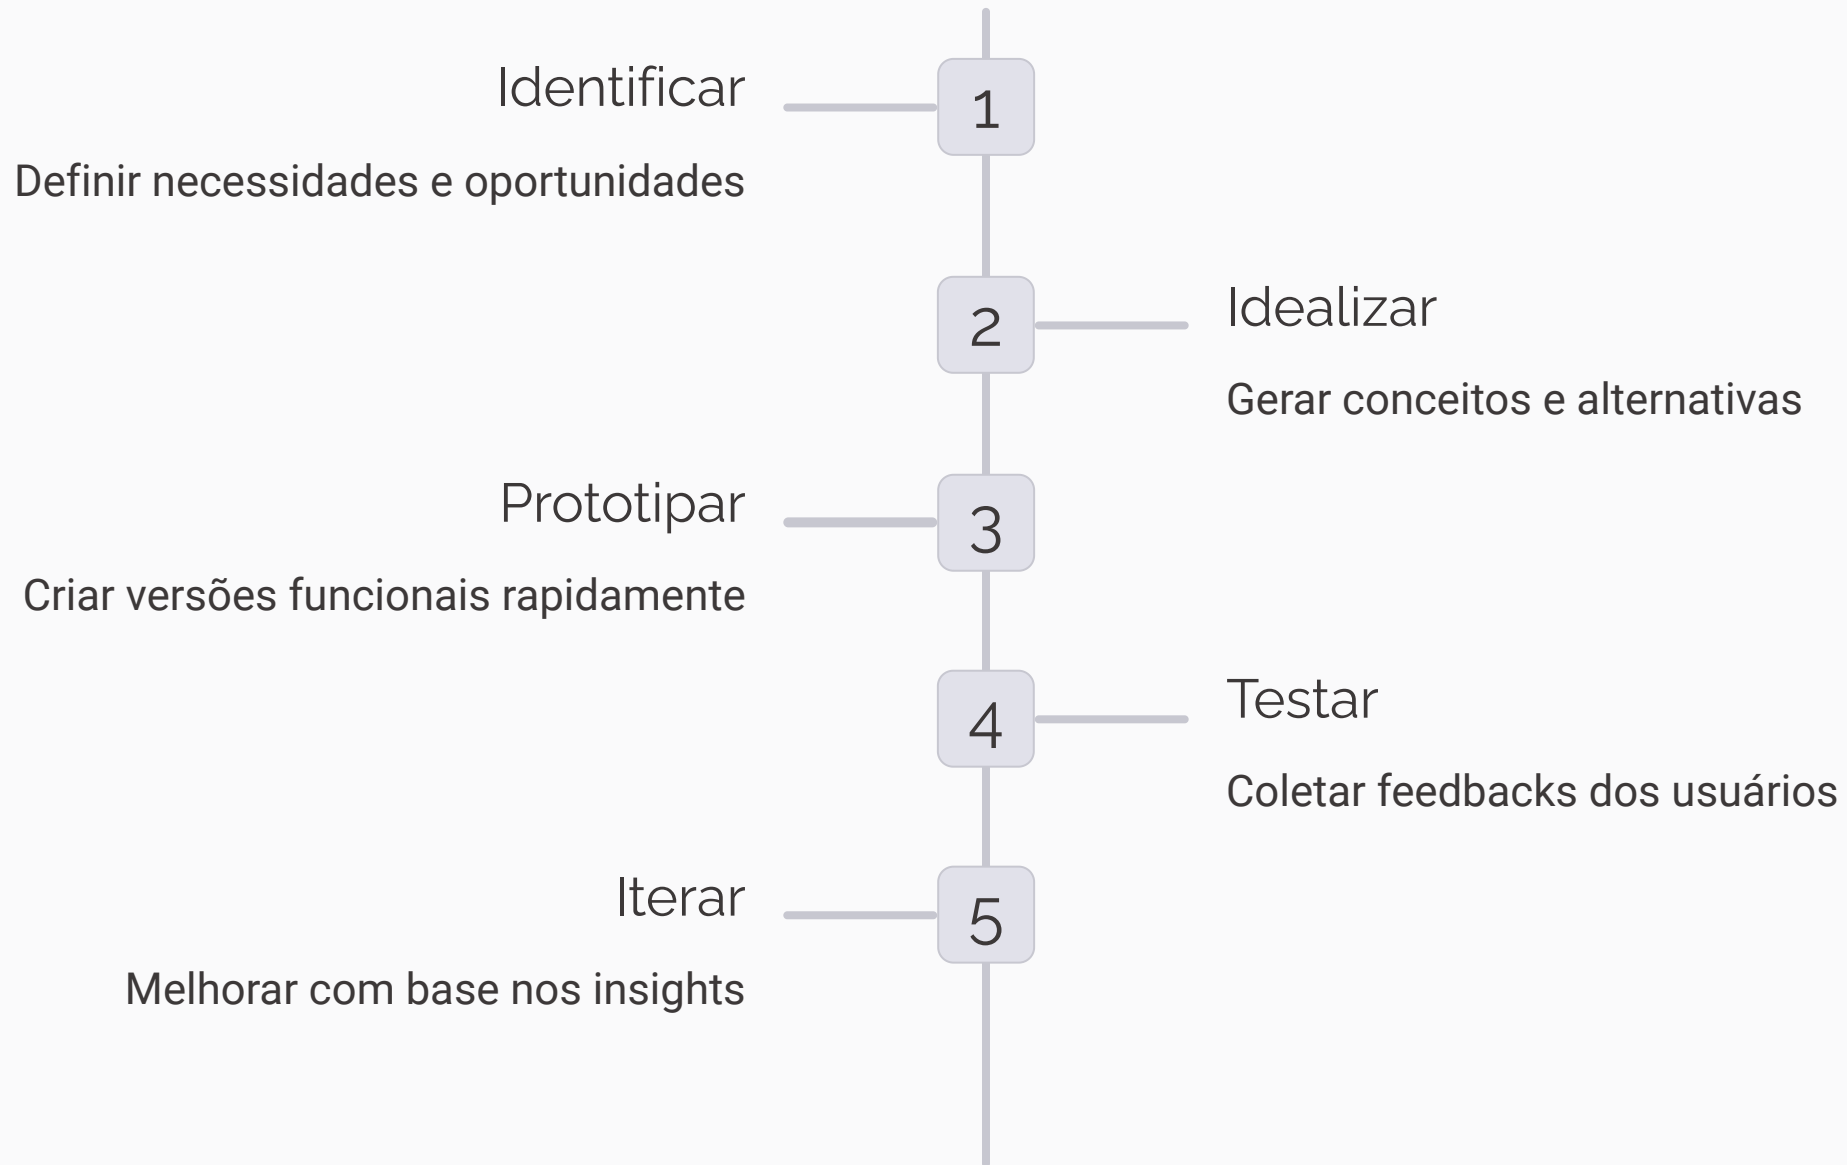 Identificar
1
Definir necessidades e oportunidades
2
Idealizar
Gerar conceitos e alternativas
Prototipar
3
Criar versões funcionais rapidamente
4
Testar
Coletar feedbacks dos usuários
Iterar
5
Melhorar com base nos insights